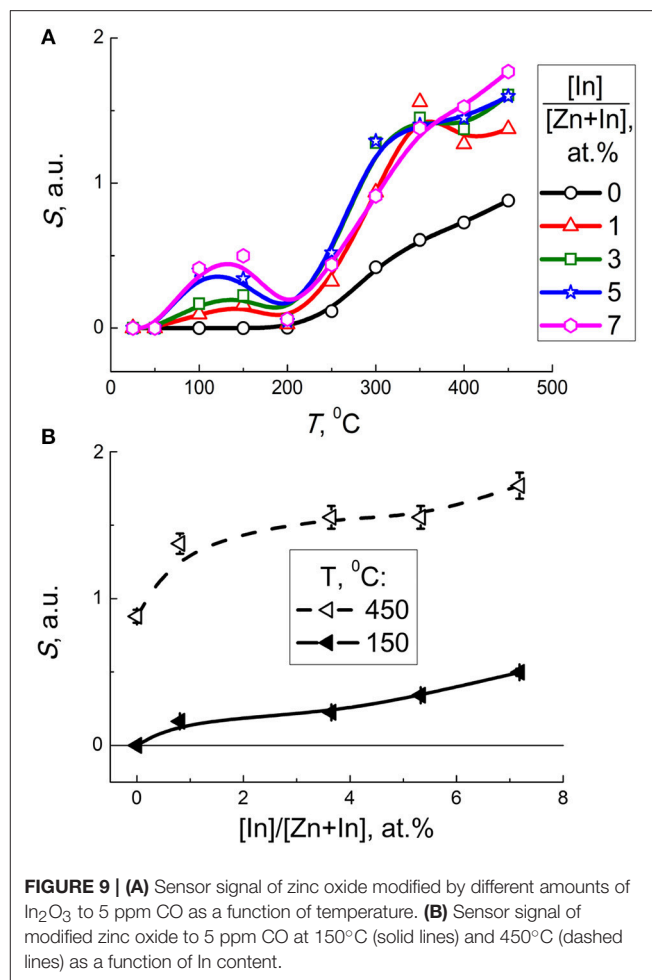 A
2
1
0
S, a.u.
0
100
200
300
400
500
T, ⁰C
[In]
[Zn+In],
at.%
0
1
3
5
7
B
2
1
0
S, a.u.
T, ⁰C:
450
150
0
2
4
6
8
[In]/[Zn+In], at.%
FIGURE 9 | (A) Sensor signal of zinc oxide modified by different amounts of
In₂O₃ to 5 ppm CO as a function of temperature. (B) Sensor signal of
modified zinc oxide to 5 ppm CO at 150°C (solid lines) and 450°C (dashed
lines) as a function of In content.